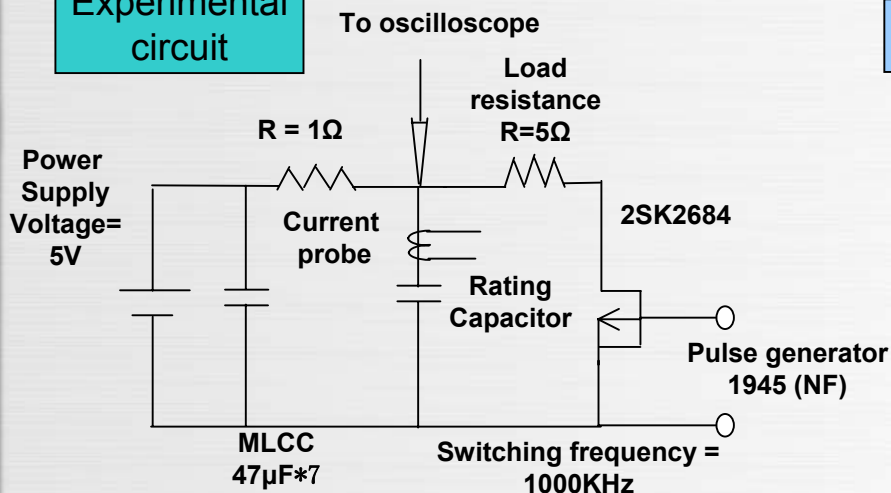 Experimental
circuit
To oscilloscope
Load
resistance
R=5Ω
R = 1Ω
Power
Supply
Voltage=
5V
Current
probe
2SK2684
Rating
Capacitor
Pulse generator
1945 (NF)
MLCC
47µF*7
Switching frequency =
1000KHz